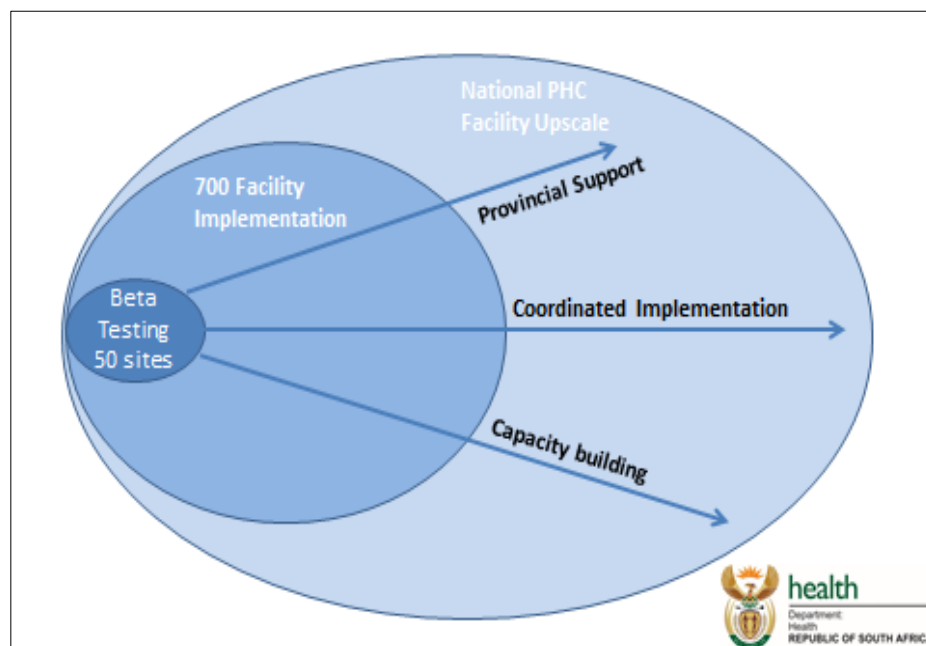 National PHC
Facility Upscale
700 Facility
Implementation
Provincial Support
Beta
Testing
50 sites
Coordinated Implementation
Capacity building
health
Department:
Health
REPUBLIC OF SOUTH AFRIC